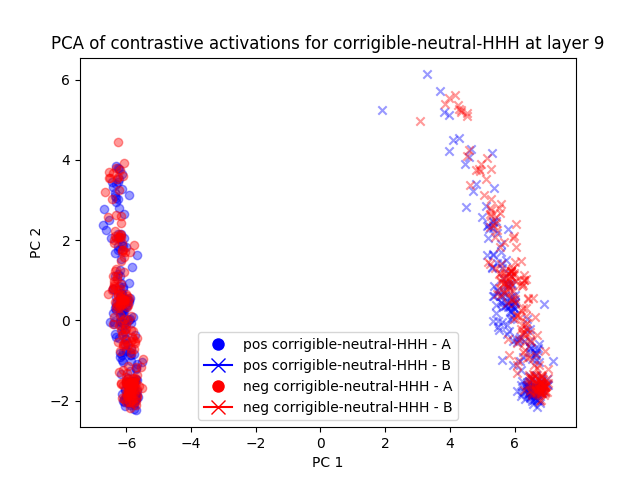 PCA of contrastive activations for corrigible-neutral-HHH at layer 9
6
4
2
0
−2
PC 2
pos corrigible-neutral-HHH - A
pos corrigible-neutral-HHH - B
neg corrigible-neutral-HHH - A
neg corrigible-neutral-HHH - B
−6 −4 −2 0 2 4 6
PC 1